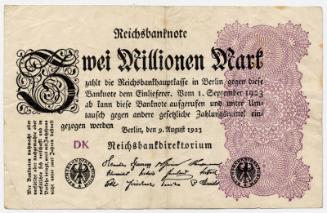 Reichsbanknote
Zwei Millionen Mark
zahlt die Reichsbankhauptkasse in Berlin gegen diese
Banknote dem Einlieferer. Vom 1. September 1923
ab kann diese Banknote aufgerufen und unter Um-
tausch gegen andere gesetzliche Zahlungsmittel ein-
gezogen werden
Berlin, den 9. August 1923
DK Reichsbankdirektorium